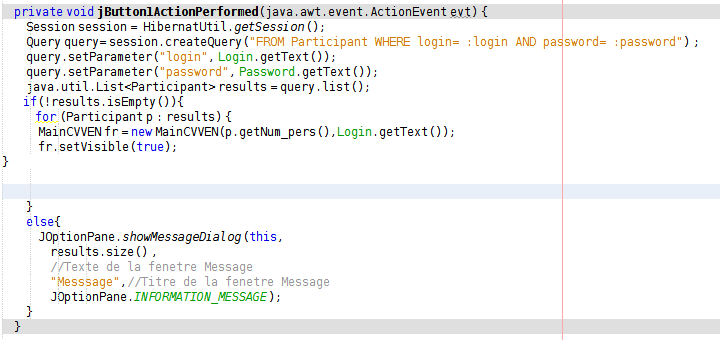 private void jButton1ActionPerformed(java.awt.event.ActionEvent evt) {
Session session = HibernatUtil.getSession();
Query query= session.createQuery("FROM Participant WHERE login= :login AND password= :password") ;
query.setParameter("login", Login.getText());
query.setParameter("password", Password.getText());
java.util.List<Participant> results = query.list();
if(!results.isEmpty()){
for (Participant p : results) {
MainCVVEN fr = new MainCVVEN(p.getNum_pers(),Login.getText());
fr.setVisible(true);
}
}
else{
JOptionPane.showMessageDialog(this,
results.size() ,
//Texte de la fenetre Message
"Messsage",//Titre de la fenetre Message
JOptionPane.INFORMATION_MESSAGE);
}
}